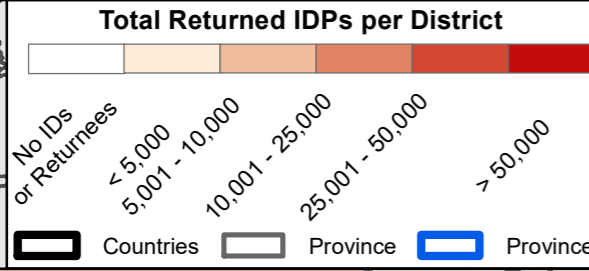 Total Returned IDPs per District
No IDs
or Returnees
< 5,000
5,001 - 10,000
10,001 - 25,000
25,001 - 50,000
> 50,000
Countries
Province
Province